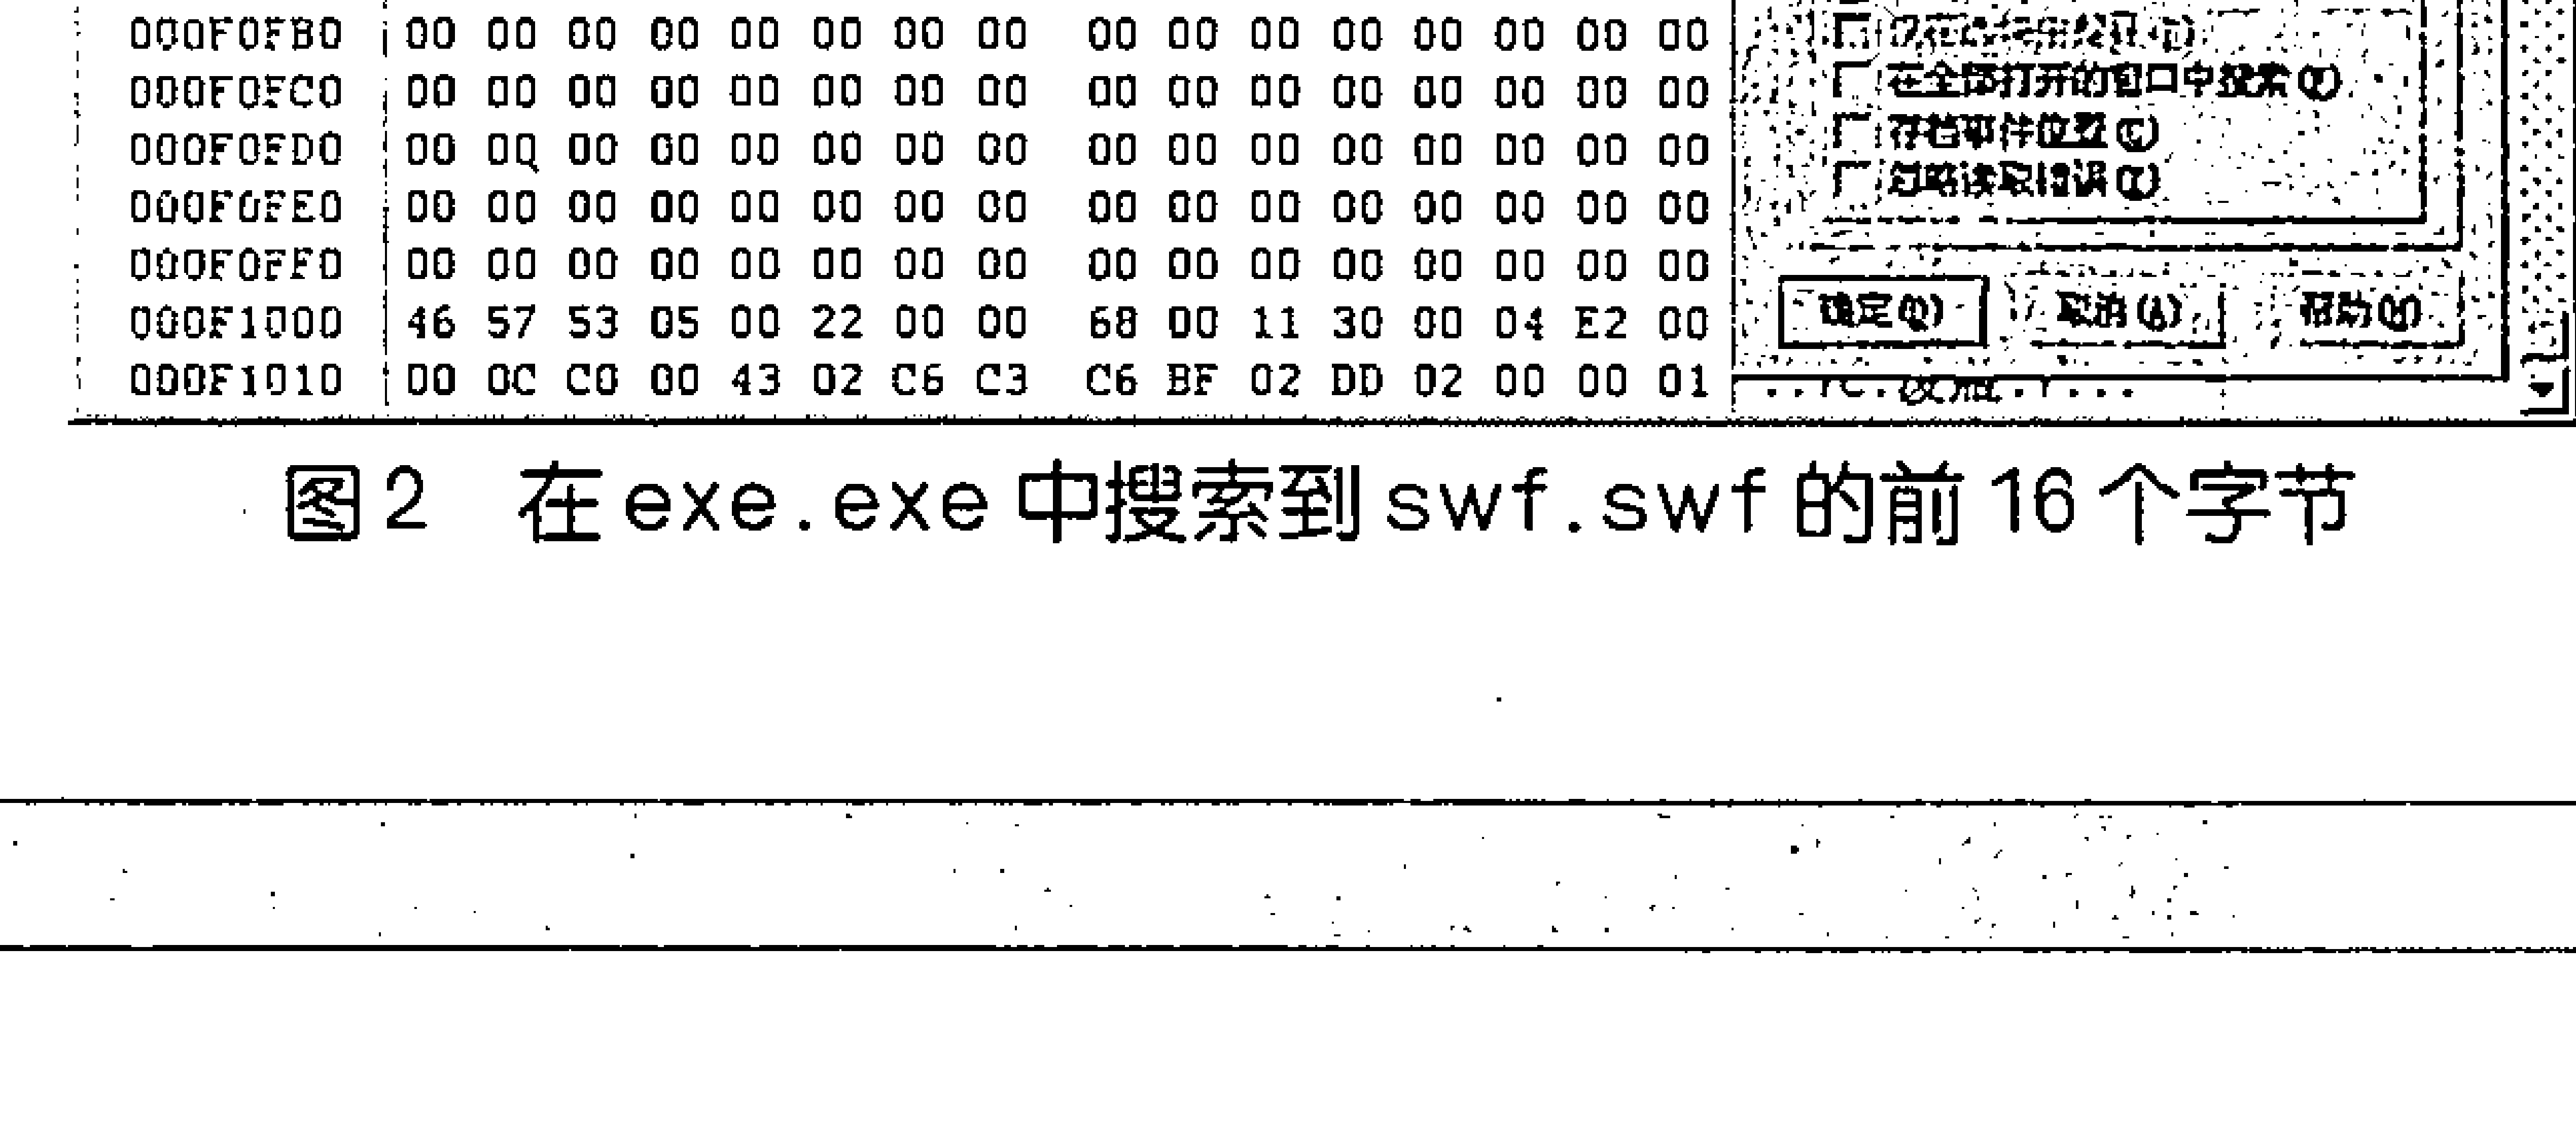 000F0FB0 00 00 00 00 00 00 00 00 00 00 00 00 00 00 00 00
000F0FC0 00 00 00 00 00 00 00 00 00 00 00 00 00 00 00 00
在全部打开的窗口中搜索(T)
000F0FD0 00 00 00 00 00 00 00 00 00 00 00 00 00 00 00 00
000F0FE0 00 00 00 00 00 00 00 00 00 00 00 00 00 00 00 00
000F0FF0 00 00 00 00 00 00 00 00 00 00 00 00 00 00 00 00
000F1000 46 57 53 05 00 22 00 00 68 00 11 30 00 04 E2 00
确定(O) 取消(A) 帮助(H)
000F1010 00 0C C0 00 43 02 C6 C3 C6 BF 02 DD 02 00 00 01
图2 在exe.exe中搜索到swf.swf的前16个字节